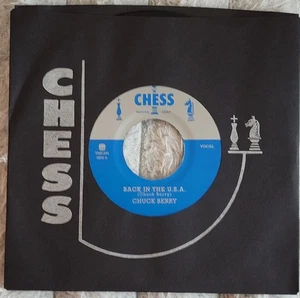 CHESS
CHESS
VOCAL
BACK IN THE U.S.A.
(Chuck Berry)
CHUCK BERRY